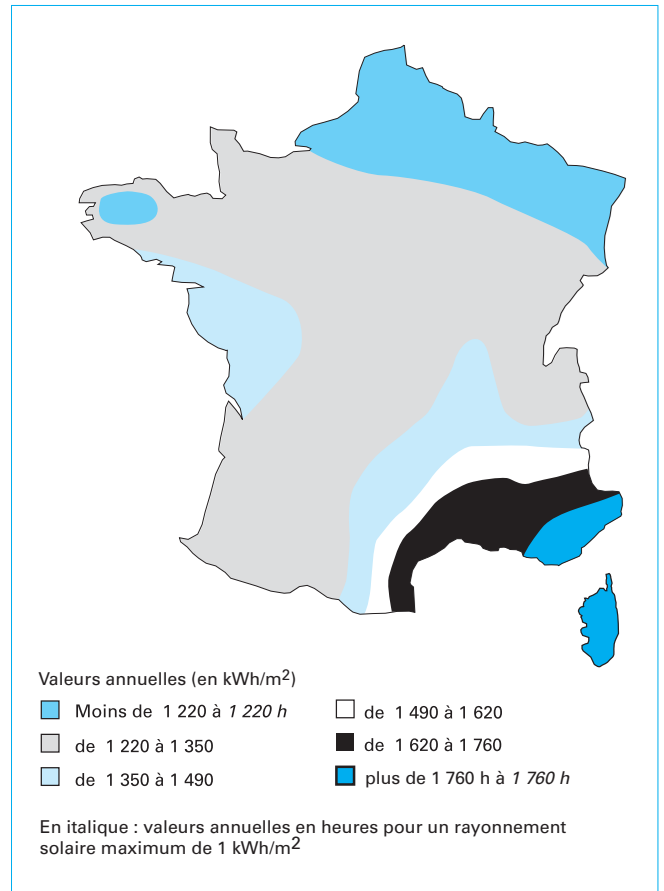 Valeurs annuelles (en kWh/m2)
Moins de 1 220 à 1 220 h
de 1 220 à 1 350
de 1 350 à 1 490
de 1 490 à 1 620
de 1 620 à 1 760
plus de 1 760 h à 1 760 h
En italique : valeurs annuelles en heures pour un rayonnement
solaire maximum de 1 kWh/m2